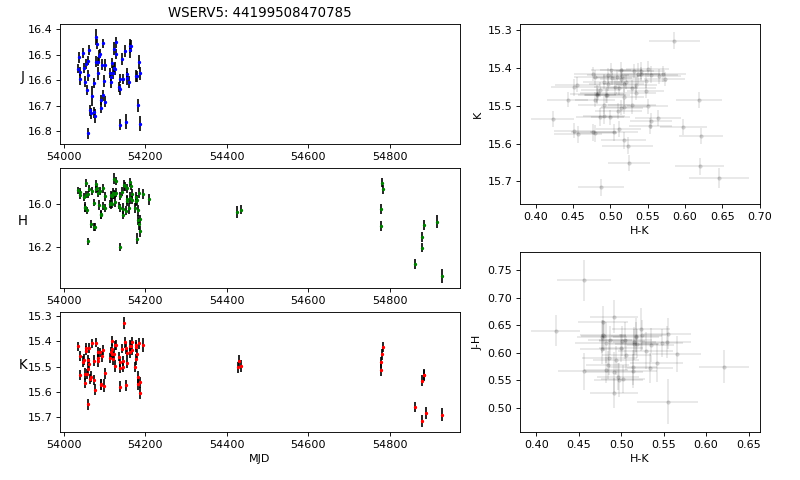 WSERV5: 44199508470785
16.4
16.5
J
16.6
16.7
16.8
54000 54200 54400 54600 54800
16.0
H
16.2
54000 54200 54400 54600 54800
15.3
15.4
K
15.5
15.6
15.7
54000 54200 54400 54600 54800
MJD
15.3
15.4
K
15.5
15.6
15.7
0.40 0.45 0.50 0.55 0.60 0.65 0.70
H-K
0.75
0.70
0.65
J-H
0.60
0.55
0.50
0.40 0.45 0.50 0.55 0.60 0.65
H-K